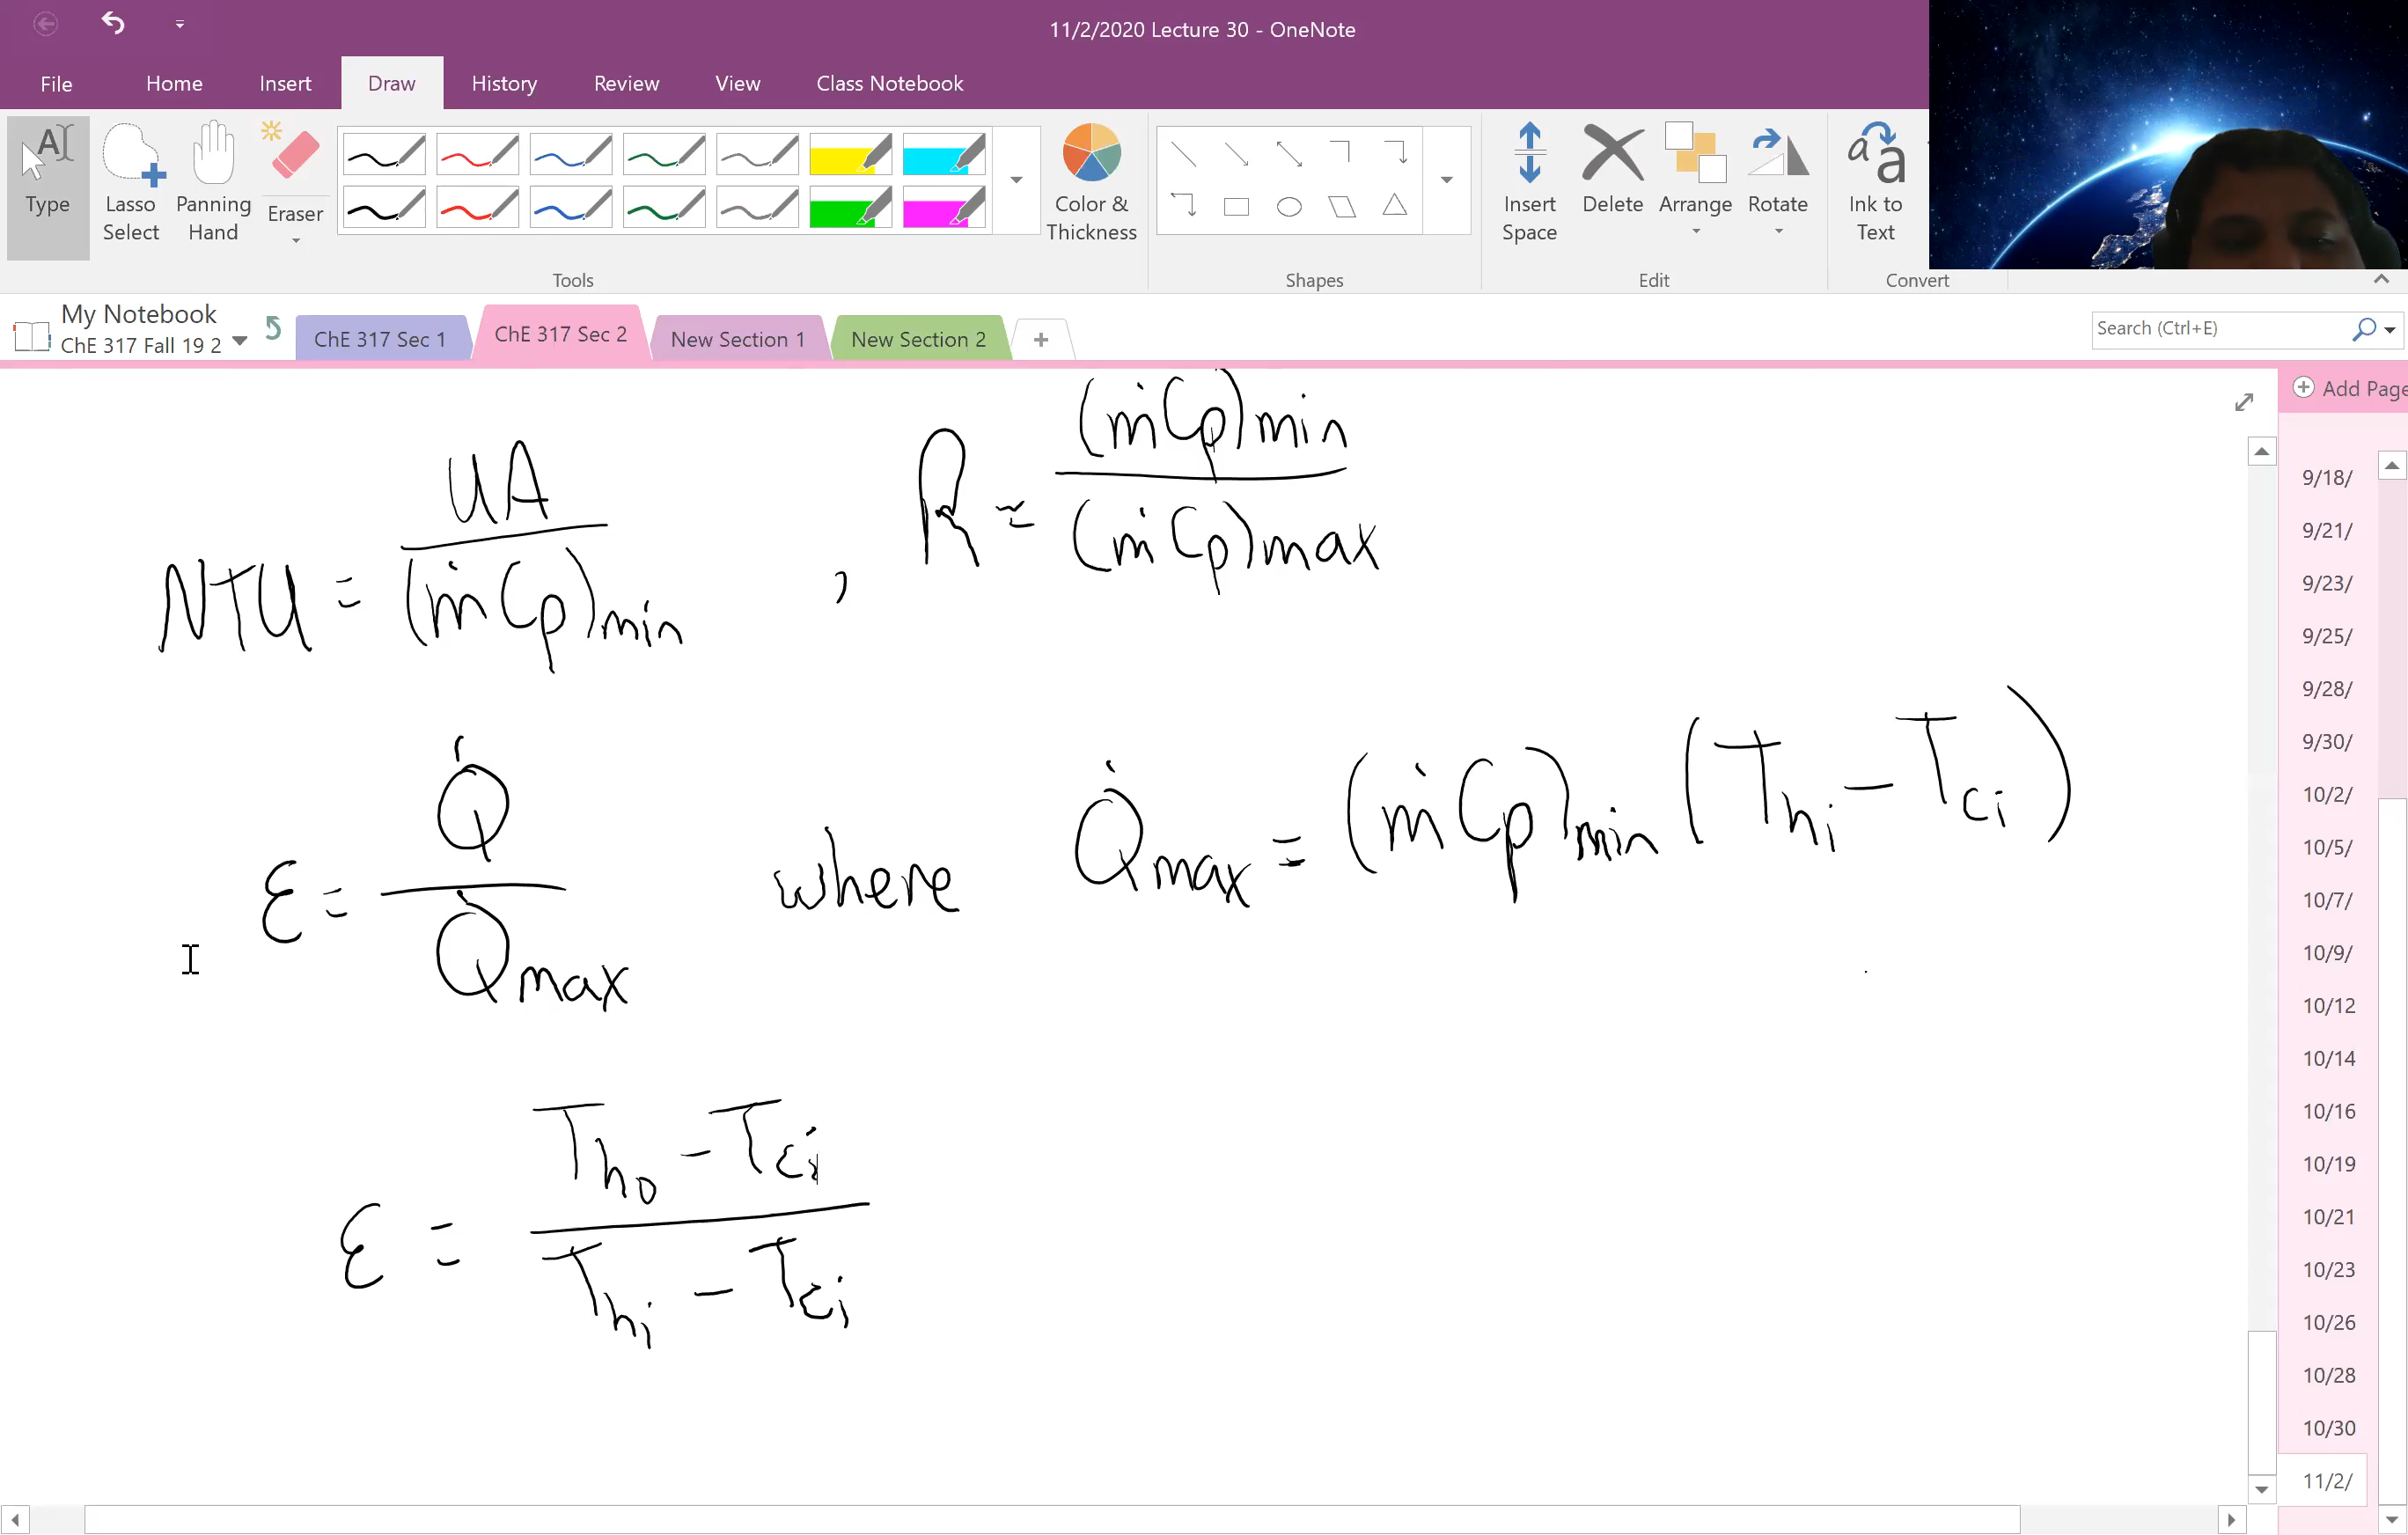 11/2/2020 Lecture 30 - OneNote
File Home Insert Draw History Review View Class Notebook
Type
Lasso Select
Panning Hand
Eraser
Color & Thickness
Insert Space
Delete
Arrange
Rotate
Ink to Text
Tools Shapes Edit Convert
My Notebook
ChE 317 Fall 19 2
ChE 317 Sec 1 ChE 317 Sec 2 New Section 1 New Section 2 +
Search (Ctrl+E)
Add Page
NTU = UA / (ṁCp)min , R = (ṁCp)min / (ṁCp)max
ε = Q̇ / Q̇max where Q̇max = (ṁCp)min (Thi - Tci)
ε = (Tho - Tci) / (Thi - Tci)
9/18/
9/21/
9/23/
9/25/
9/28/
9/30/
10/2/
10/5/
10/7/
10/9/
10/12
10/14
10/16
10/19
10/21
10/23
10/26
10/28
10/30
11/2/